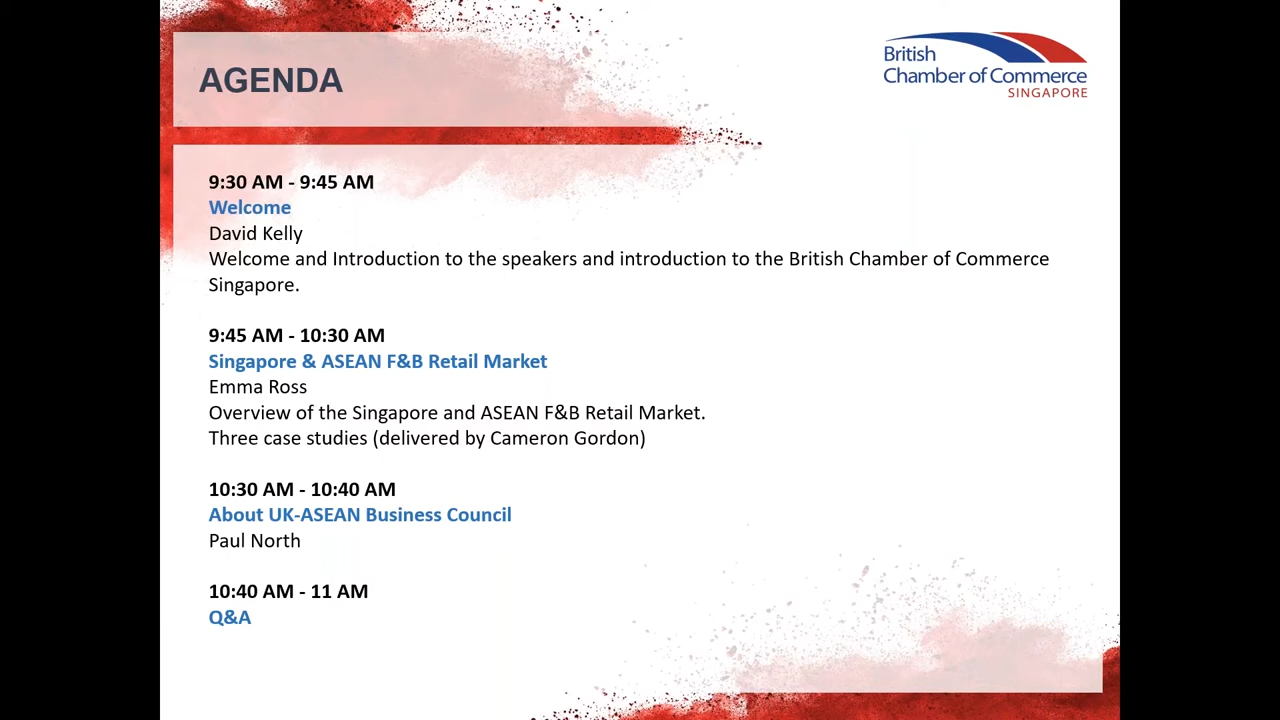 AGENDA
British
Chamber of Commerce
SINGAPORE
9:30 AM - 9:45 AM
Welcome
David Kelly
Welcome and Introduction to the speakers and introduction to the British Chamber of Commerce
Singapore.
9:45 AM - 10:30 AM
Singapore & ASEAN F&B Retail Market
Emma Ross
Overview of the Singapore and ASEAN F&B Retail Market.
Three case studies (delivered by Cameron Gordon)
10:30 AM - 10:40 AM
About UK-ASEAN Business Council
Paul North
10:40 AM - 11 AM
Q&A